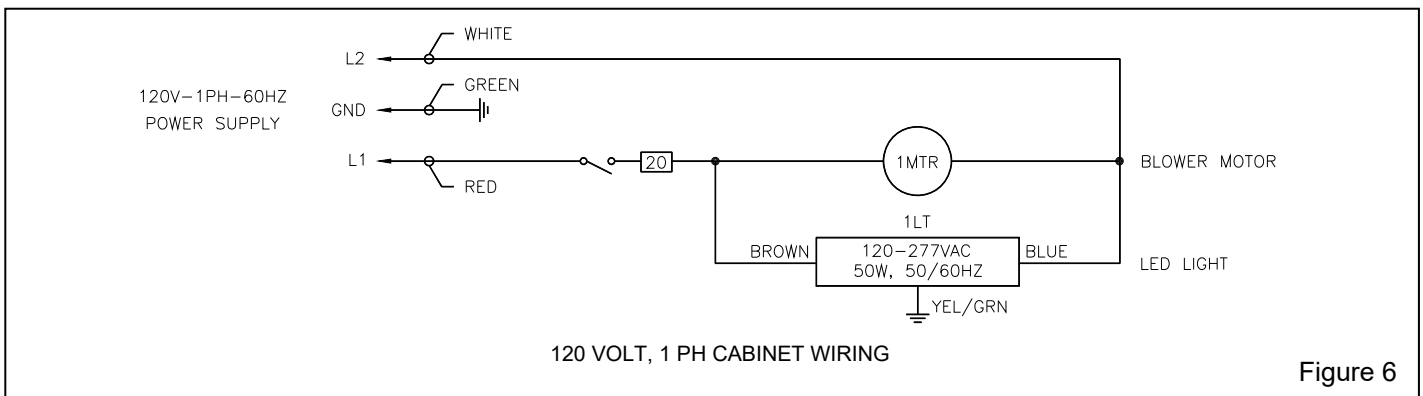 WHITE
L2
GREEN
120V-1PH-60HZ
POWER SUPPLY
GND
L1
RED
20
1MTR
BLOWER MOTOR
1LT
BROWN
120-277VAC
50W, 50/60HZ
BLUE
LED LIGHT
YEL/GRN
120 VOLT, 1 PH CABINET WIRING
Figure 6